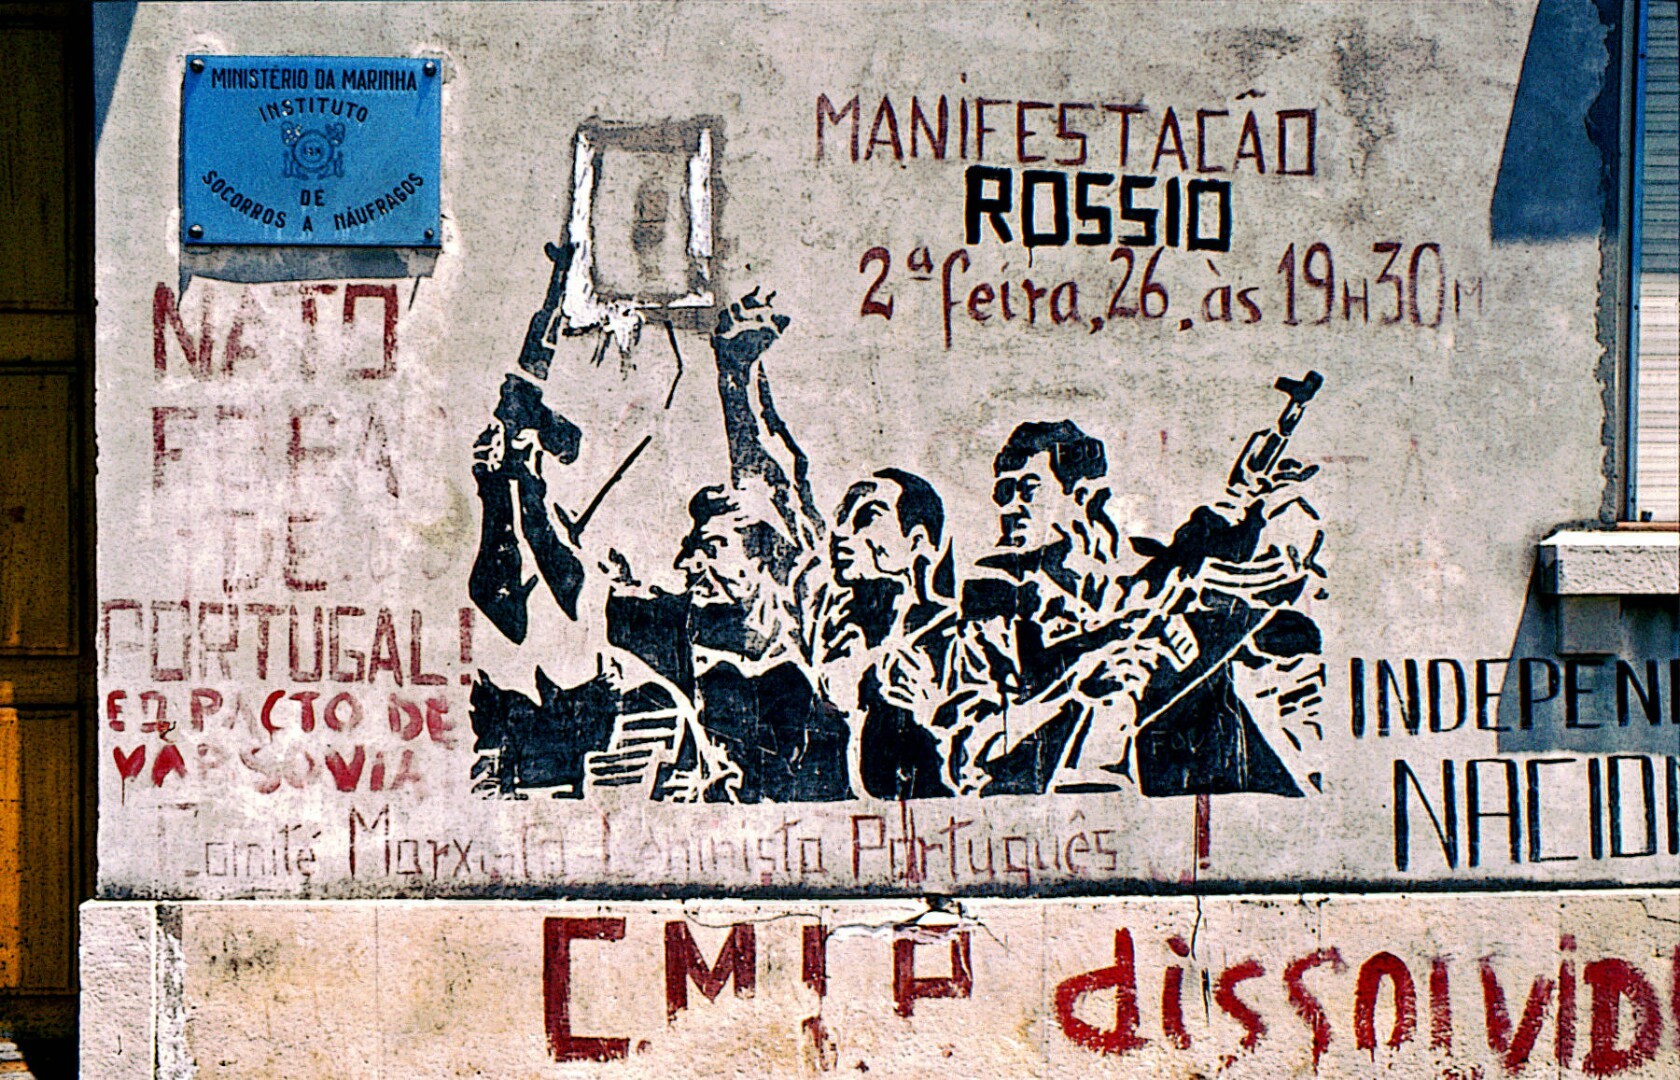 MINISTÉRIO DA MARINHA
INSTITUTO
DE
SOCORROS A NÁUFRAGOS
MANIFESTAÇÃO
ROSSIO
2ª feira, 26, às 19H30M
NATO
FORA
DE
PORTUGAL!
E O PACTO DE
VARSOVIA
INDEPEN
NACION
Comité Marxista-Leninista Português
!
C.M.L.P dissolvid